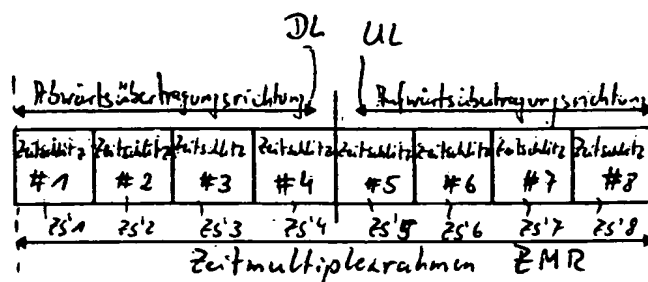 DL UL
Abwärtsübertragungsrichtung Aufwärtsübertragungsrichtung
Zeitschlitz Zeitschlitz Zeitschlitz Zeitschlitz Zeitschlitz Zeitschlitz Zeitschlitz Zeitschlitz
#1 #2 #3 #4 #5 #6 #7 #8
ZS'1 ZS'2 ZS'3 ZS'4 ZS'5 ZS'6 ZS'7 ZS'8
Zeitmultiplexrahmen ZMR